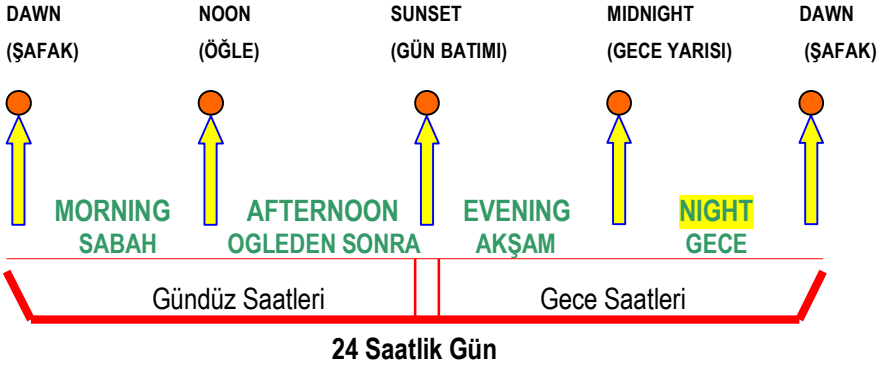 DAWN NOON SUNSET MIDNIGHT DAWN
(ŞAFAK) (ÖĞLE) (GÜN BATIMI) (GECE YARISI) (ŞAFAK)
MORNING AFTERNOON EVENING NIGHT
SABAH OGLEDEN SONRA AKŞAM GECE
Gündüz Saatleri Gece Saatleri
24 Saatlik Gün